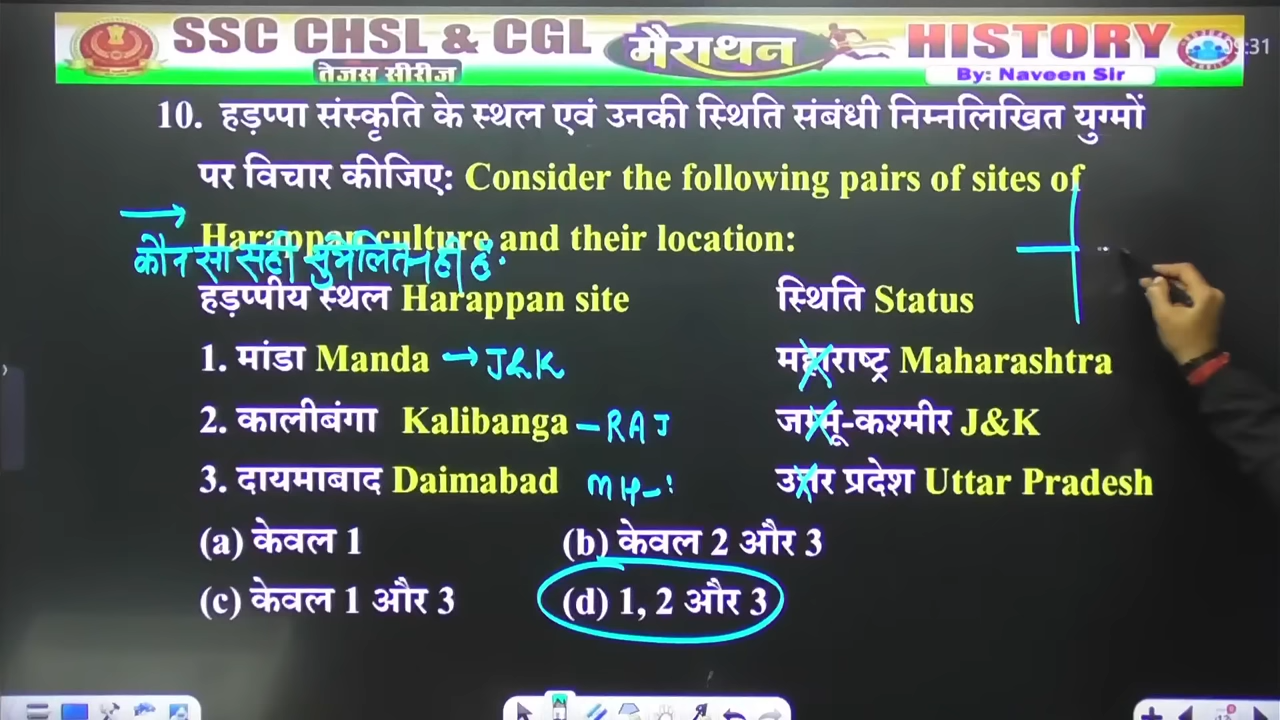 SSC CHSL & CGL मैराथन HISTORY
तेजस सीरीज By: Naveen Sir
:31
10. हड़प्पा संस्कृति के स्थल एवं उनकी स्थिति संबंधी निम्नलिखित युग्मों
पर विचार कीजिए: Consider the following pairs of sites of
Harappan culture and their location:
कौन सा सही सुमेलित नहीं है.
हड़प्पीय स्थल Harappan site स्थिति Status
1. मांडा Manda → J&K महाराष्ट्र Maharashtra
2. कालीबंगा Kalibanga – RAJ जम्मू-कश्मीर J&K
3. दायमाबाद Daimabad MH उत्तर प्रदेश Uttar Pradesh
(a) केवल 1 (b) केवल 2 और 3
(c) केवल 1 और 3 (d) 1, 2 और 3